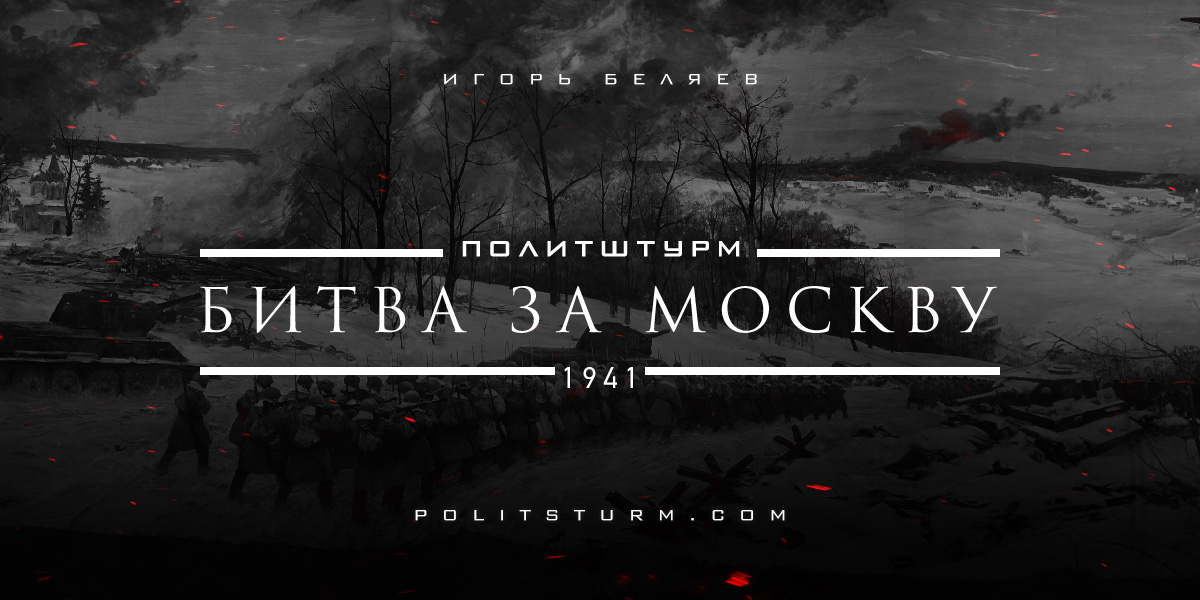 ИГОРЬ БЕЛЯЕВ
ПОЛИТШТУРМ
БИТВА ЗА МОСКВУ
1941
POLITSTURM.COM